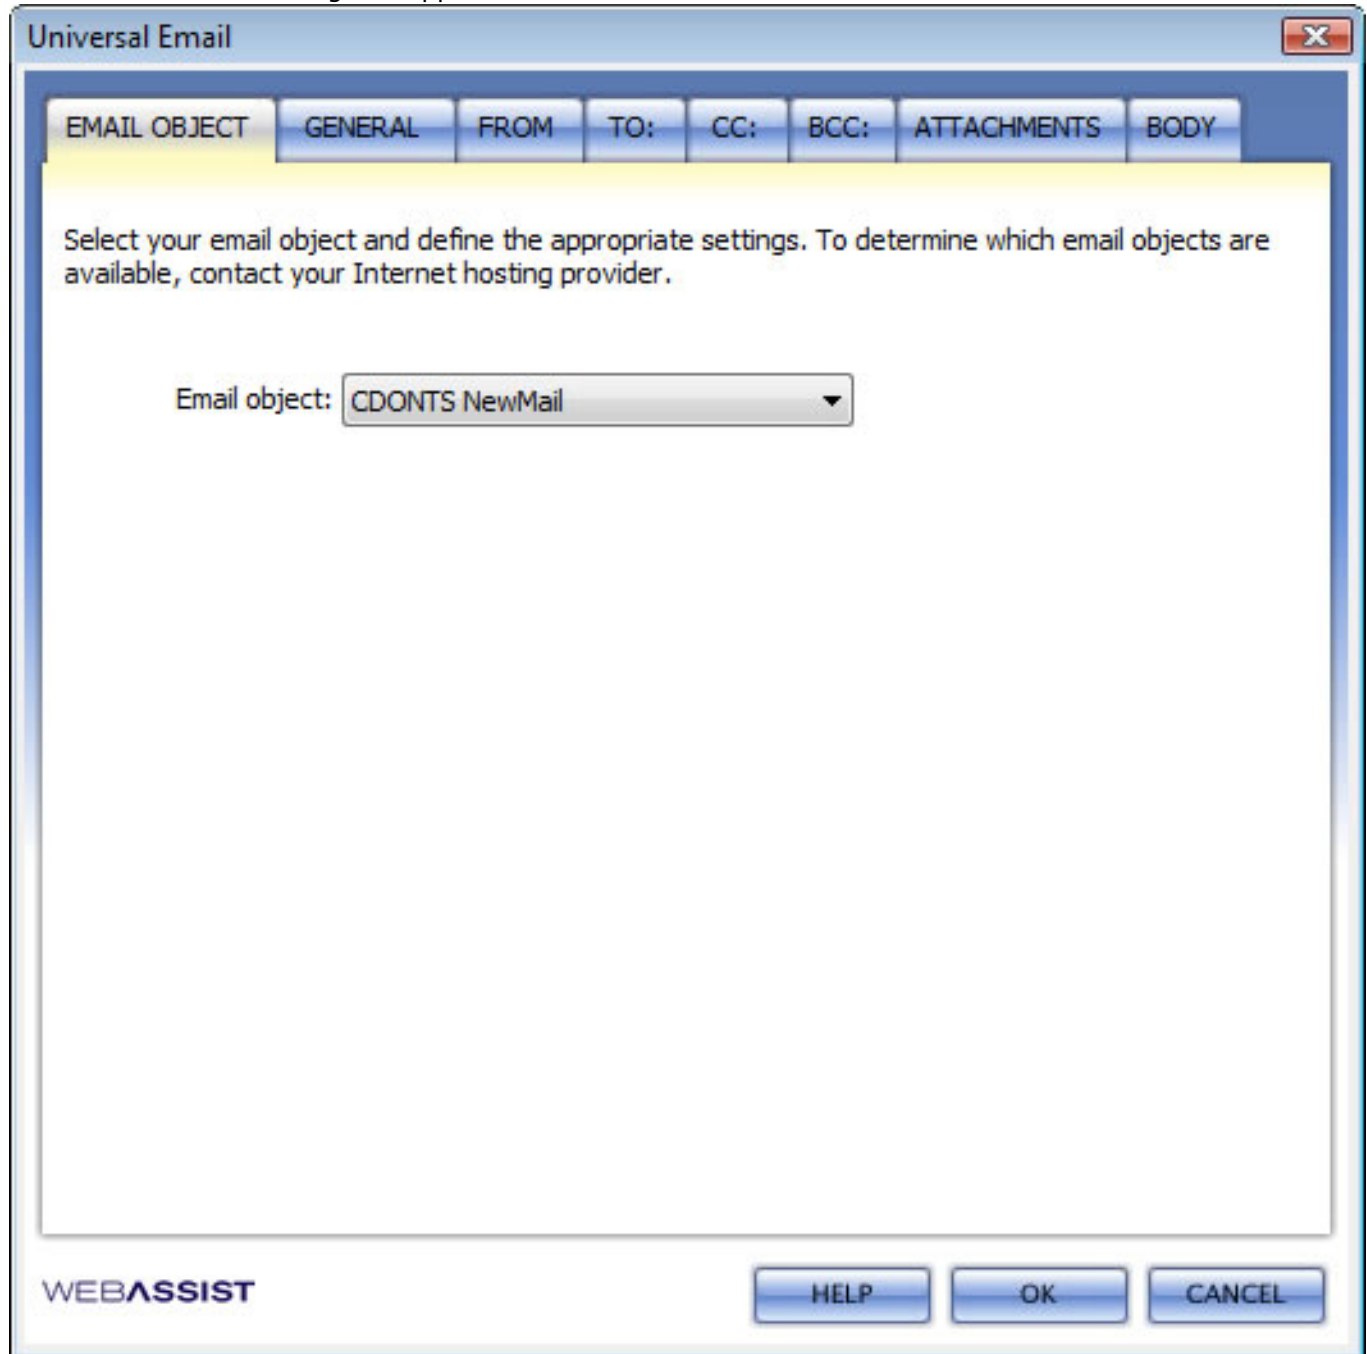 Universal Email
EMAIL OBJECT GENERAL FROM TO: CC: BCC: ATTACHMENTS BODY
Select your email object and define the appropriate settings. To determine which email objects are
available, contact your Internet hosting provider.
Email object: CDONTS NewMail
WEBASSIST HELP OK CANCEL